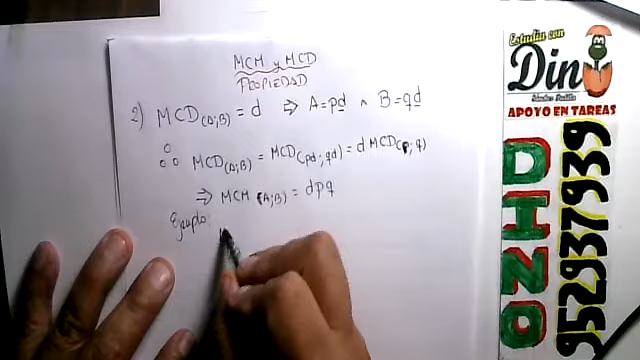 MCM y MCD
PROPIEDAD
2) MCD(A;B) = d ⇒ A=pd ∧ B=qd
∴ MCD(A;B) = MCD(pd;qd) = d MCD(p;q)
⇒ MCM(A;B) = dpq
Ejemplo:
Estudia con
Dino
APOYO EN TAREAS
DINO
952937939